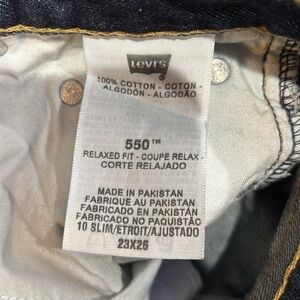 Levi's
100% COTTON - COTON -
ALGODÓN - ALGODÃO
550™
RELAXED FIT - COUPE RELAX -
CORTE RELAJADO
MADE IN PAKISTAN
FABRIQUE AU PAKISTAN
FABRICADO EN PAKISTAN
FABRICADO NO PAQUISTÃO
10 SLIM/ETROIT/AJUSTADO
23X25